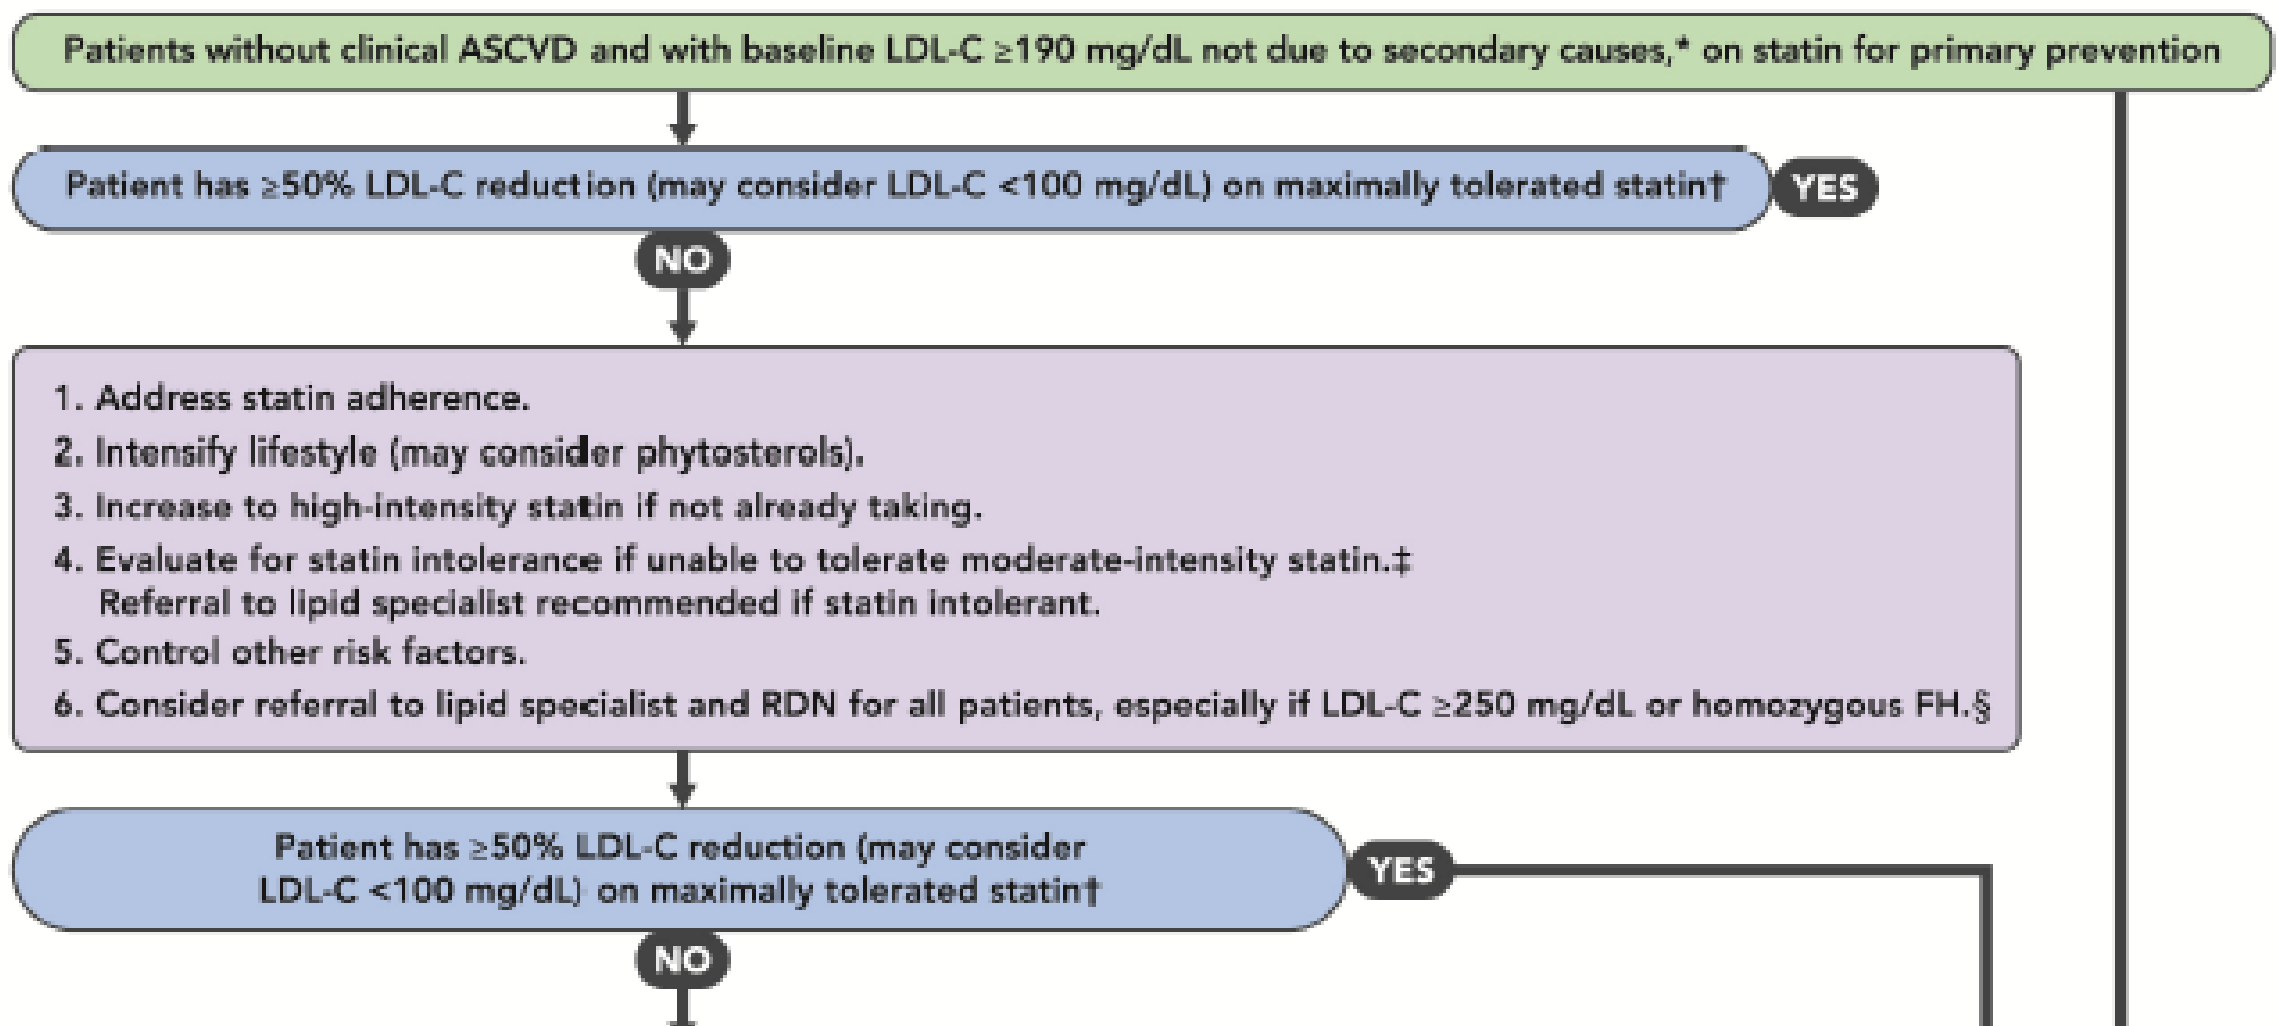 Patients without clinical ASCVD and with baseline LDL-C ≥190 mg/dL not due to secondary causes,* on statin for primary prevention
Patient has ≥50% LDL-C reduction (may consider LDL-C <100 mg/dL) on maximally tolerated statin†
YES
NO
1. Address statin adherence.
2. Intensify lifestyle (may consider phytosterols).
3. Increase to high-intensity statin if not already taking.
4. Evaluate for statin intolerance if unable to tolerate moderate-intensity statin.‡
Referral to lipid specialist recommended if statin intolerant.
5. Control other risk factors.
6. Consider referral to lipid specialist and RDN for all patients, especially if LDL-C ≥250 mg/dL or homozygous FH.§
Patient has ≥50% LDL-C reduction (may consider
LDL-C <100 mg/dL) on maximally tolerated statin†
YES
NO